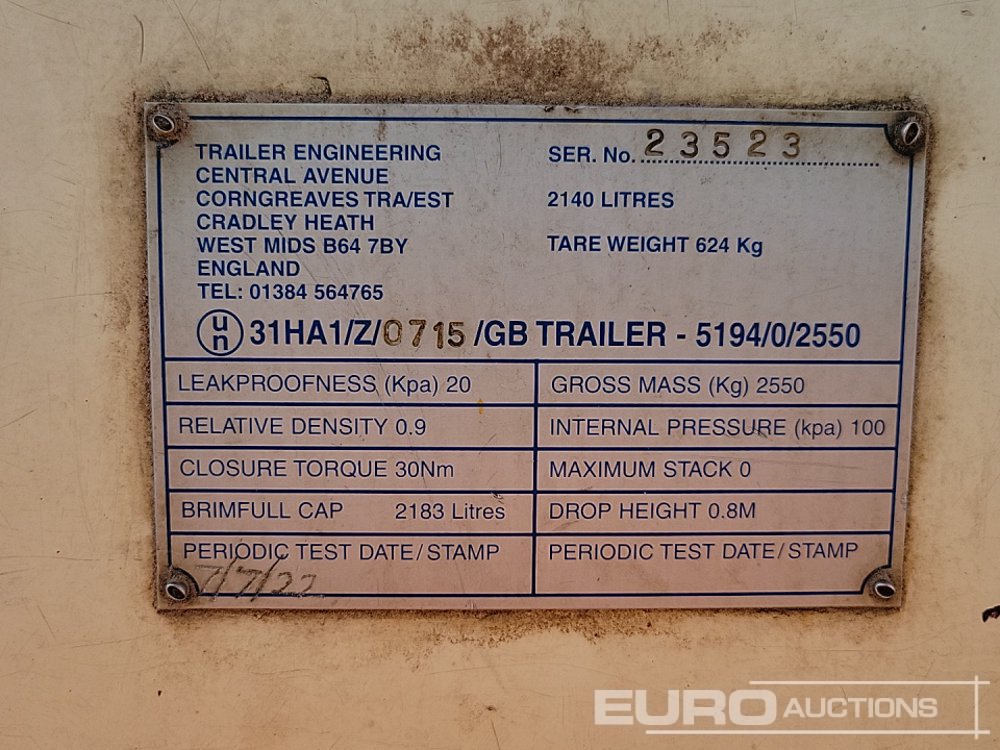 TRAILER ENGINEERING
CENTRAL AVENUE
CORNGREAVES TRA/EST
CRADLEY HEATH
WEST MIDS B64 7BY
ENGLAND
TEL: 01384 564765
SER. No. 23523
2140 LITRES
TARE WEIGHT 624 Kg
un 31HA1/Z/0715/GB TRAILER - 5194/0/2550
LEAKPROOFNESS (Kpa) 20
GROSS MASS (Kg) 2550
RELATIVE DENSITY 0.9
INTERNAL PRESSURE (kpa) 100
CLOSURE TORQUE 30Nm
MAXIMUM STACK 0
BRIMFULL CAP 2183 Litres
DROP HEIGHT 0.8M
PERIODIC TEST DATE/STAMP
7/7/22
PERIODIC TEST DATE/STAMP
EURO AUCTIONS